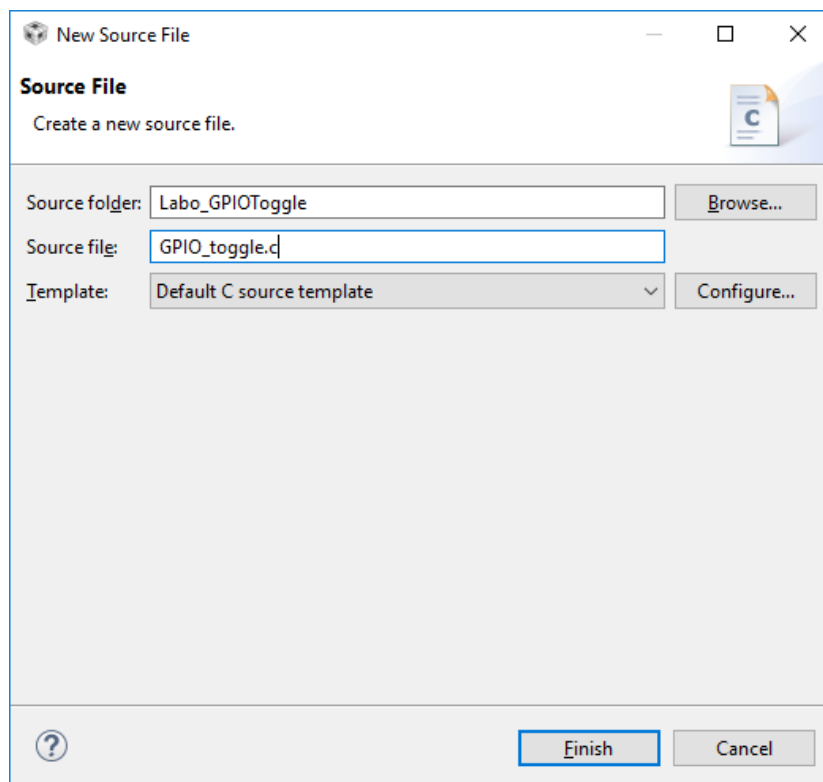 New Source File
Source File
Create a new source file.
C
Source folder: Labo_GPIOToggle Browse...
Source file: GPIO_toggle.c
Template: Default C source template Configure...
? Finish Cancel